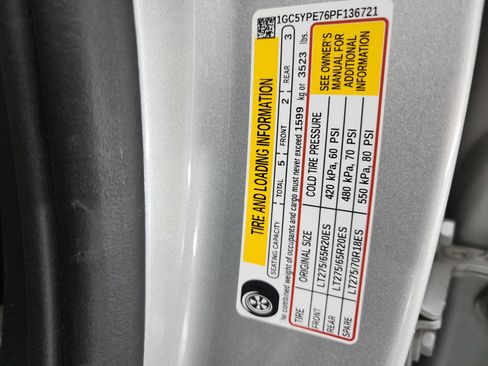 1GC5YPE76PF136721
TIRE AND LOADING INFORMATION
SEATING CAPACITY TOTAL 5 FRONT 2 REAR 3
he combined weight of occupants and cargo must never exceed 1599 kg or 3523 lbs.
TIRE ORIGINAL SIZE COLD TIRE PRESSURE
FRONT LT275/65R20ES 420 kPa, 60 PSI
REAR LT275/65R20ES 480 kPa, 70 PSI
SPARE LT275/70R18ES 550 kPa, 80 PSI
SEE OWNER'S
MANUAL FOR
ADDITIONAL
INFORMATION